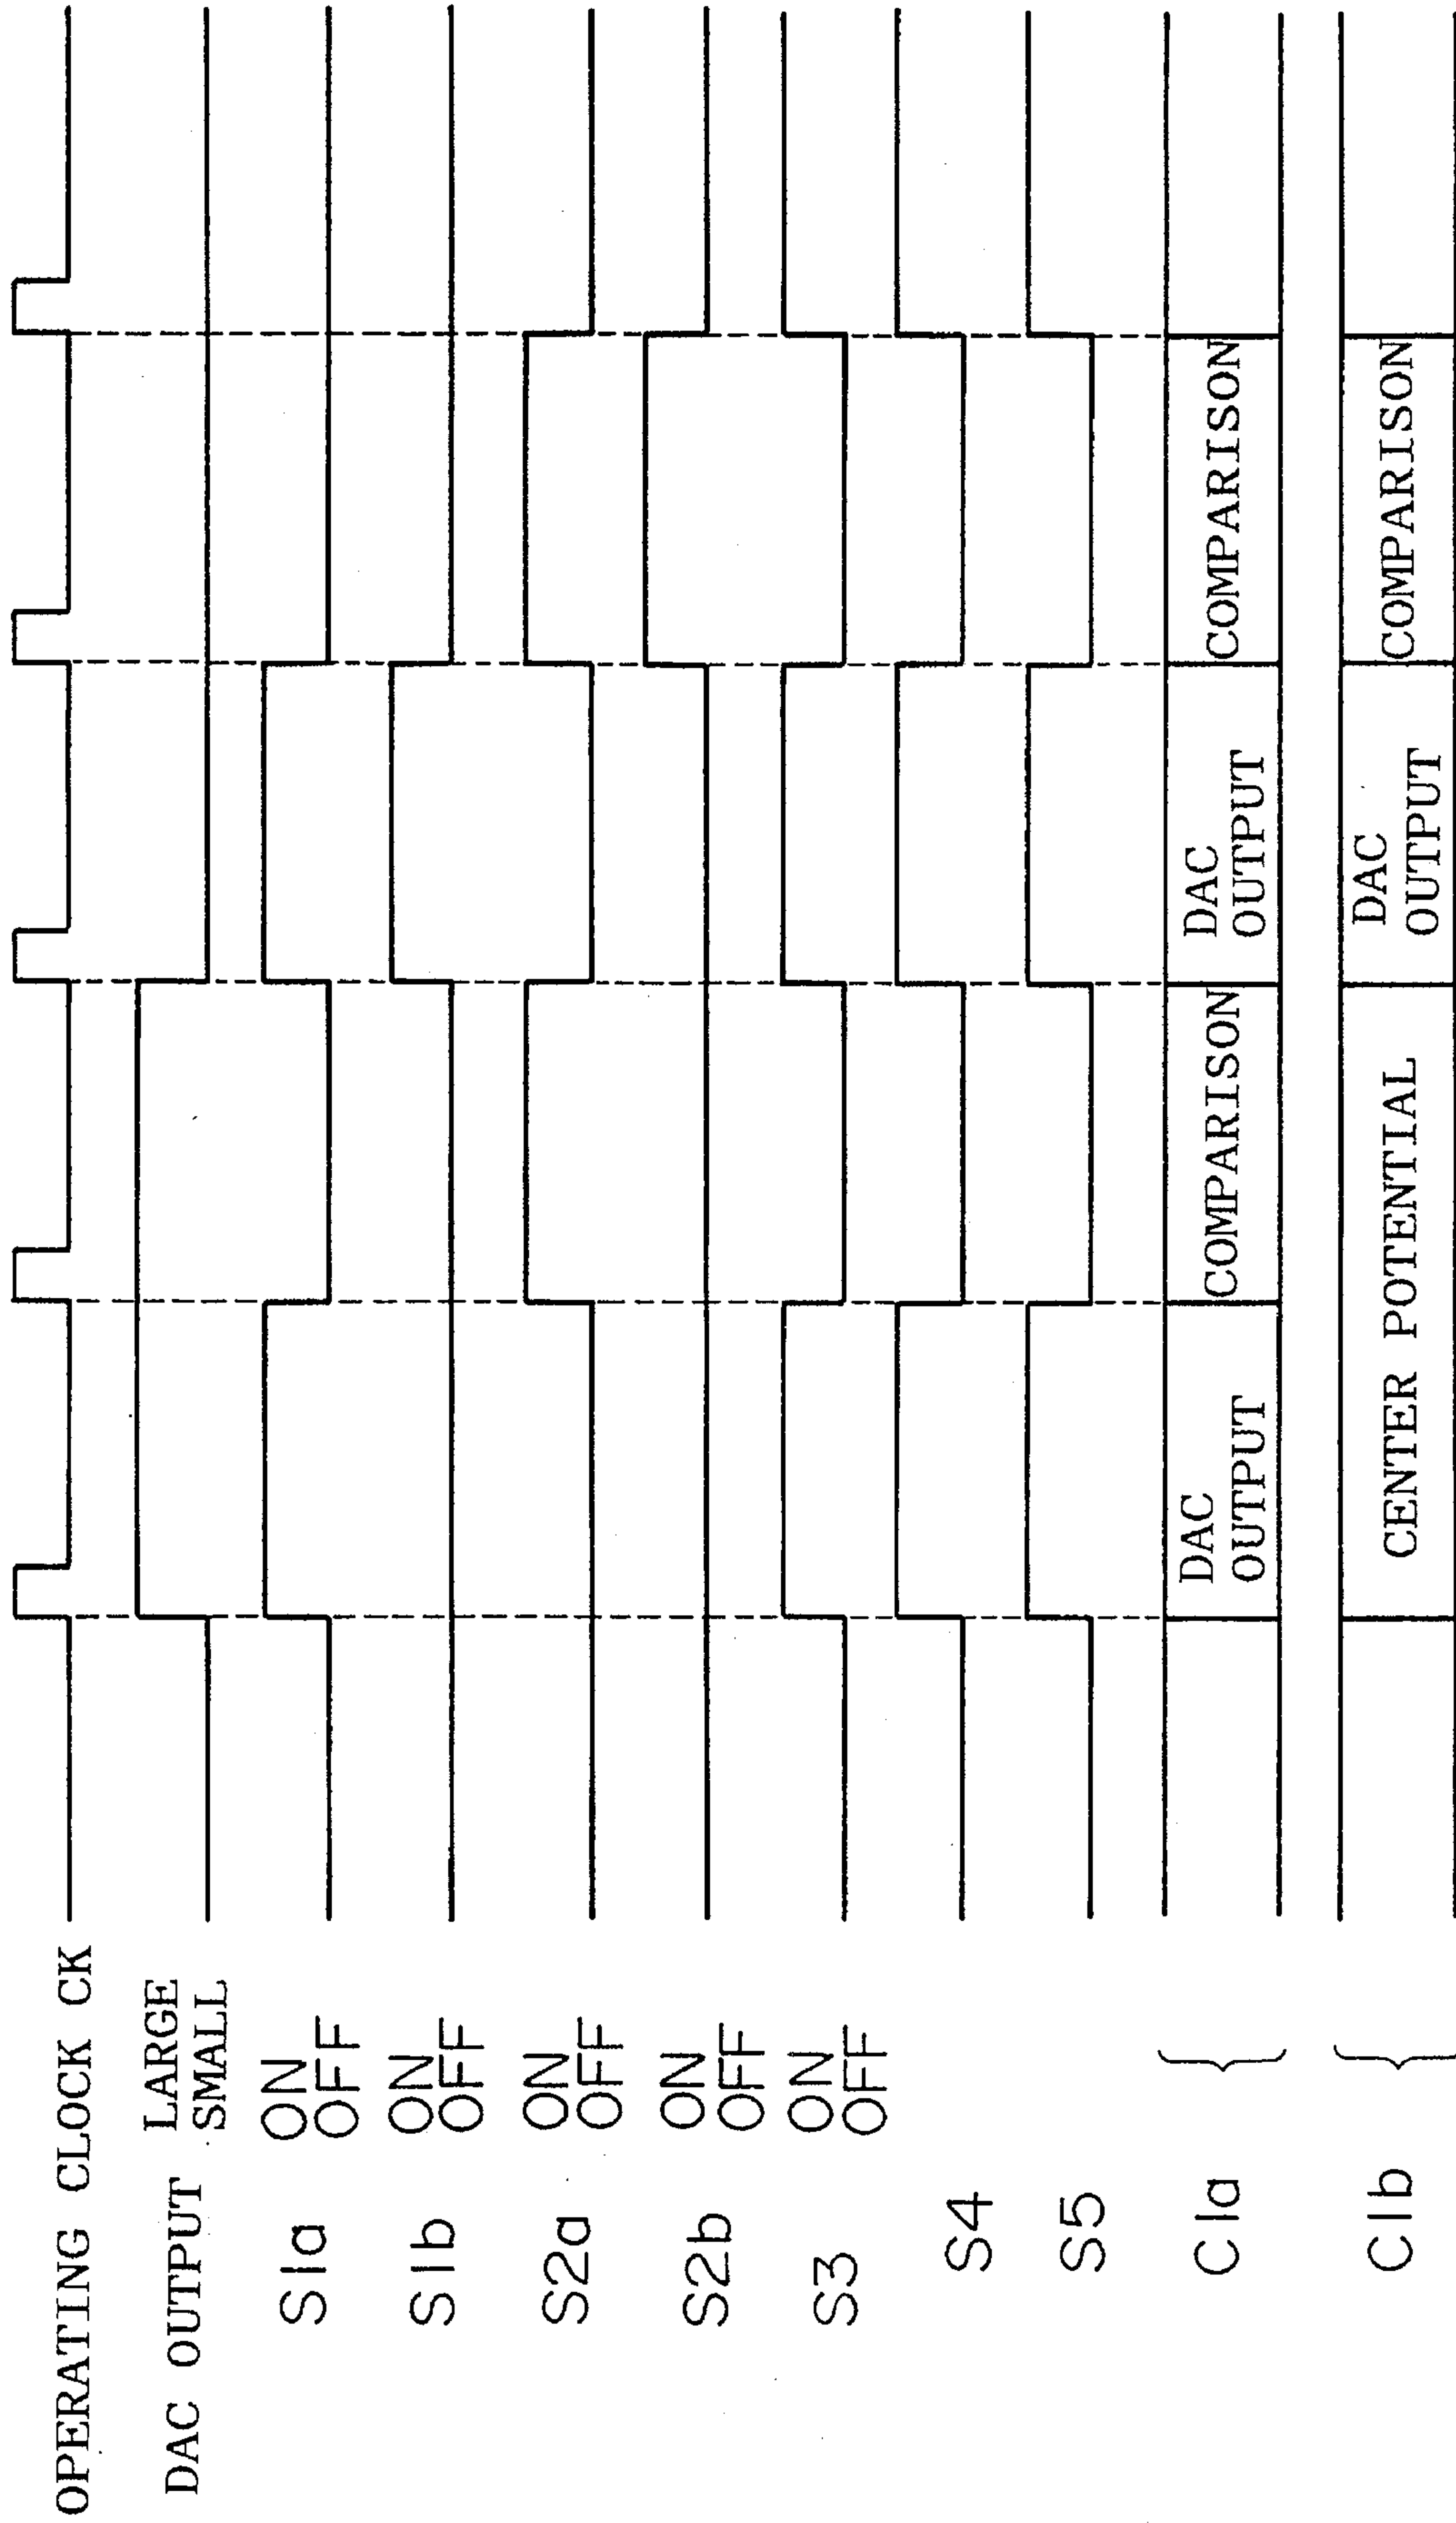 OPERATING CLOCK CK
DAC OUTPUT LARGE
SMALL
S1a ON
OFF
S1b ON
OFF
S2a ON
OFF
S2b ON
OFF
S3 ON
OFF
S4
S5
C1a
DAC
OUTPUT
COMPARISON
DAC
OUTPUT
COMPARISON
C1b
CENTER POTENTIAL
DAC
OUTPUT
COMPARISON